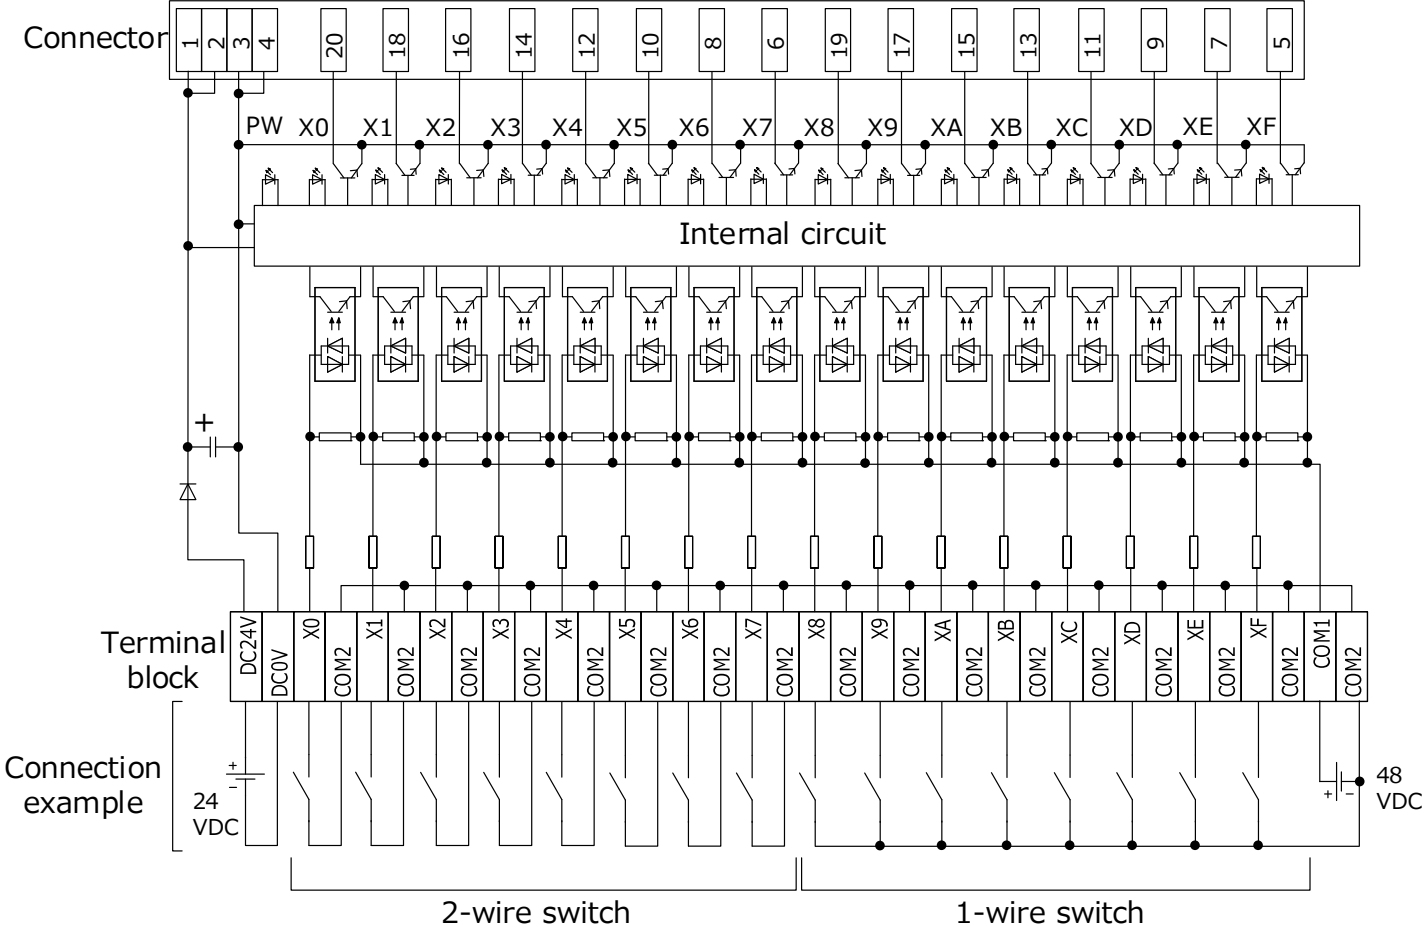 Connector
1 2 3 4 20 18 16 14 12 10 8 6 19 17 15 13 11 9 7 5
PW X0 X1 X2 X3 X4 X5 X6 X7 X8 X9 XA XB XC XD XE XF
Internal circuit
+
Terminal
block
DC24V DC0V X0 COM2 X1 COM2 X2 COM2 X3 COM2 X4 COM2 X5 COM2 X6 COM2 X7 COM2 X8 COM2 X9 COM2 XA COM2 XB COM2 XC COM2 XD COM2 XE COM2 XF COM2 COM1 COM2
Connection
example
+
−
24
VDC
+ −
48
VDC
2-wire switch
1-wire switch